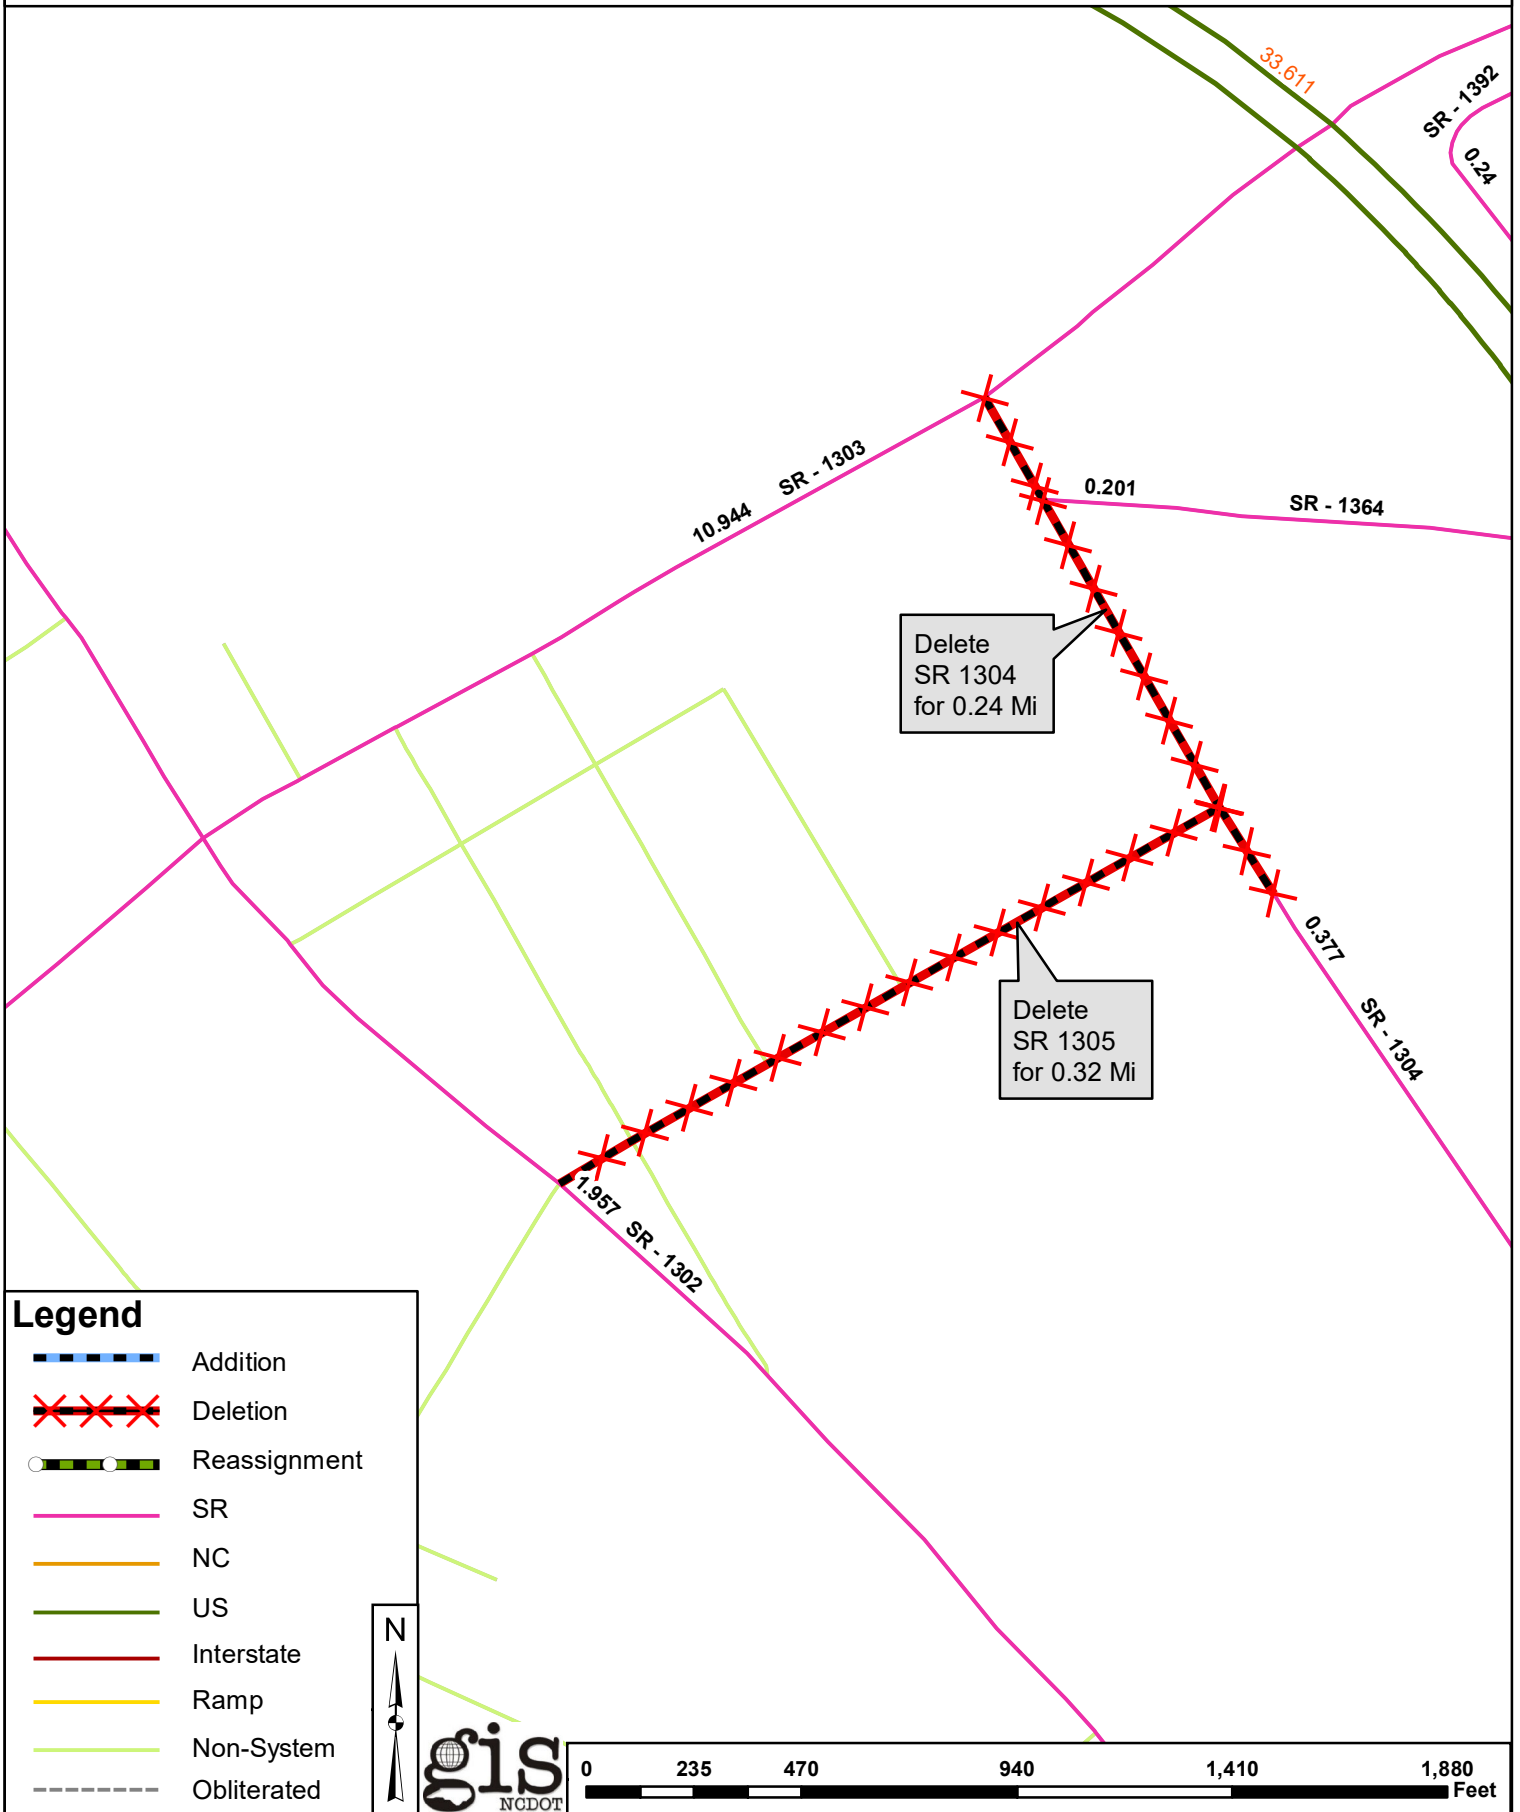 33.611
SR - 1392
0.24
SR - 1303
10.944
0.201
SR - 1364
Delete
SR 1304
for 0.24 Mi
0.377
SR - 1304
Delete
SR 1305
for 0.32 Mi
1.957
SR - 1302
Legend
Addition
Deletion
Reassignment
SR
NC
US
Interstate
Ramp
Non-System
Obliterated
N
gis
NCDOT
0 235 470 940 1,410 1,880
Feet